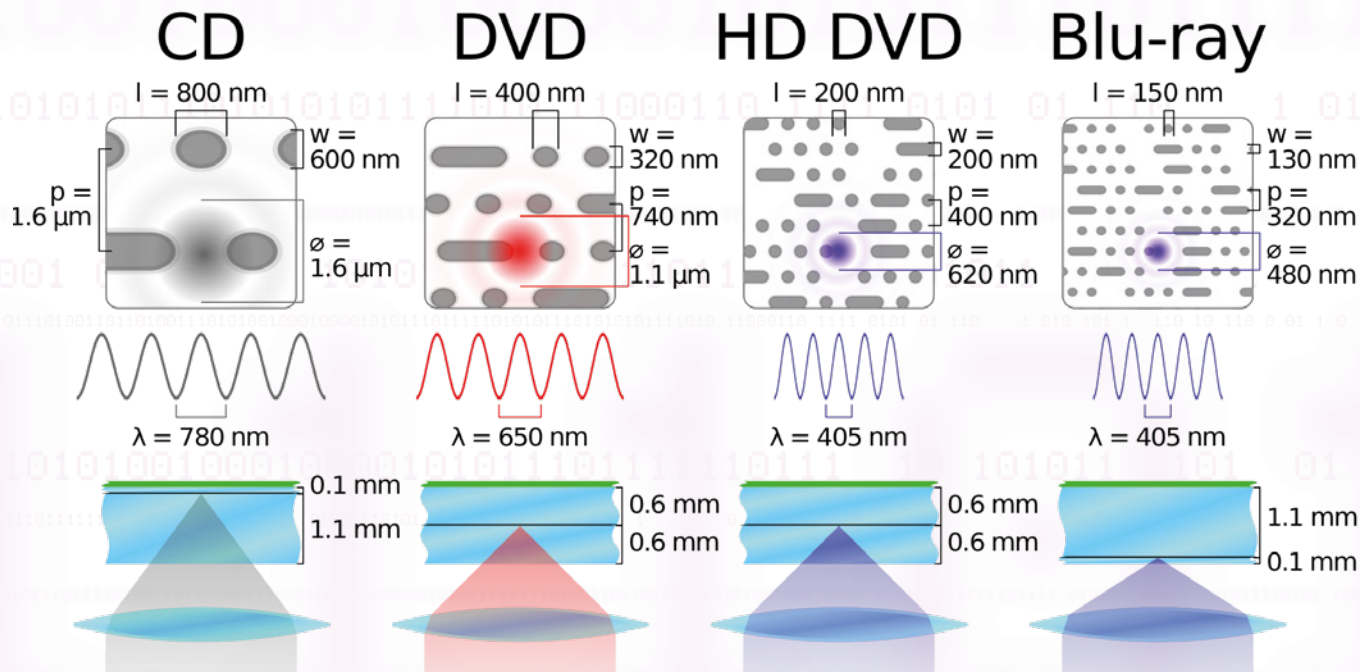 CD
l = 800 nm
w =
600 nm
p =
1.6 µm
ø =
1.6 µm
λ = 780 nm
0.1 mm
1.1 mm
DVD
l = 400 nm
w =
320 nm
p =
740 nm
ø =
1.1 µm
λ = 650 nm
0.6 mm
0.6 mm
HD DVD
l = 200 nm
w =
200 nm
p =
400 nm
ø =
620 nm
λ = 405 nm
0.6 mm
0.6 mm
Blu-ray
l = 150 nm
w =
130 nm
p =
320 nm
ø =
480 nm
λ = 405 nm
1.1 mm
0.1 mm